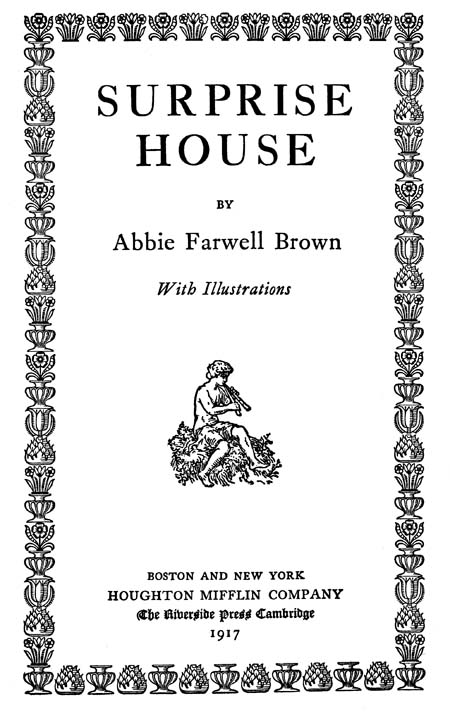 SURPRISE
HOUSE
BY
Abbie Farwell Brown
With Illustrations
BOSTON AND NEW YORK
HOUGHTON MIFFLIN COMPANY
The Riverside Press Cambridge
1917